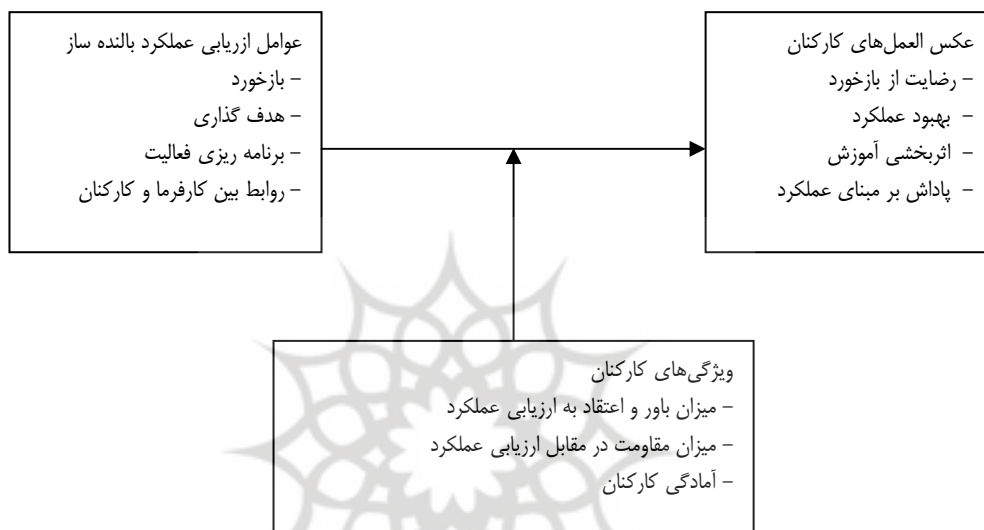 عکس العمل‌های کارکنان
- رضایت از بازخورد
- بهبود عملکرد
- اثربخشی آموزش
- پاداش بر مبنای عملکرد
عوامل ازریابی عملکرد بالنده ساز
- بازخورد
- هدف گذاری
- برنامه ریزی فعالیت
- روابط بین کارفرما و کارکنان
ویژگی‌های کارکنان
- میزان باور و اعتقاد به ارزیابی عملکرد
- میزان مقاومت در مقابل ارزیابی عملکرد
- آمادگی کارکنان